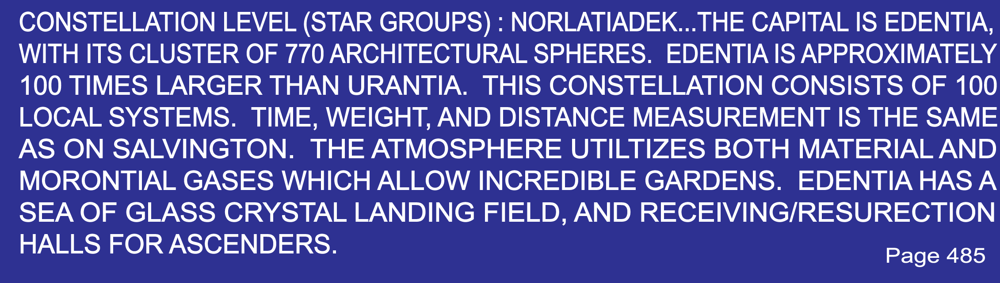 CONSTELLATION LEVEL (STAR GROUPS) : NORLATIADEK...THE CAPITAL IS EDENTIA,
WITH ITS CLUSTER OF 770 ARCHITECTURAL SPHERES.  EDENTIA IS APPROXIMATELY
100 TIMES LARGER THAN URANTIA.  THIS CONSTELLATION CONSISTS OF 100
LOCAL SYSTEMS.  TIME, WEIGHT, AND DISTANCE MEASUREMENT IS THE SAME
AS ON SALVINGTON.  THE ATMOSPHERE UTILTIZES BOTH MATERIAL AND
MORONTIAL GASES WHICH ALLOW INCREDIBLE GARDENS.  EDENTIA HAS A
SEA OF GLASS CRYSTAL LANDING FIELD, AND RECEIVING/RESURECTION
HALLS FOR ASCENDERS.
Page 485